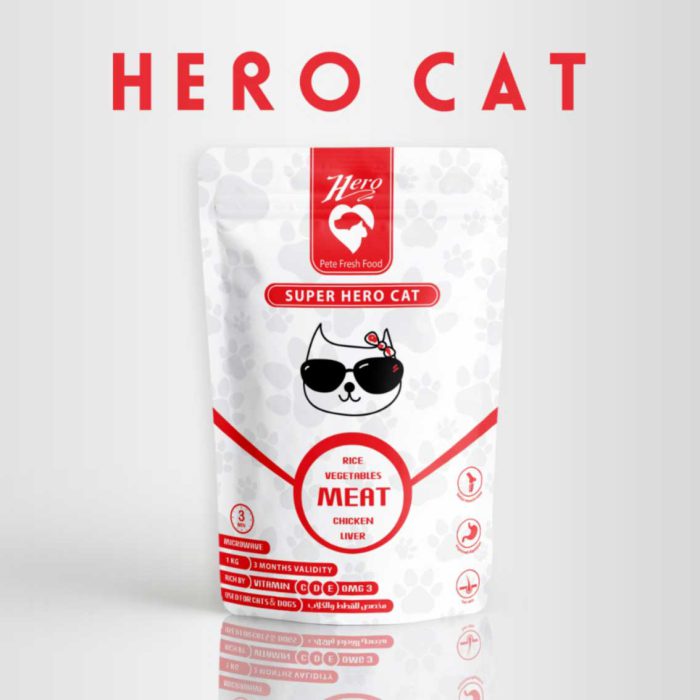 HERO CAT
Hero
Pete Fresh Food
SUPER HERO CAT
RICE
VEGETABLES
MEAT
CHICKEN
LIVER
3
MIN
MICROWAVE
1 KG 3 MONTHS VALIDITY
RICH BY VITAMIN C D E OMG 3
USED FOR CATS & DOGS مخصص للقطط والكلاب